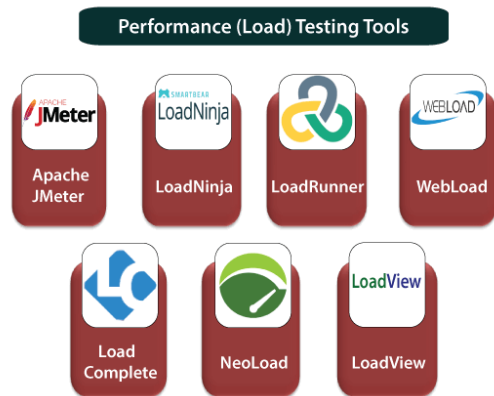 Performance (Load) Testing Tools
APACHE
JMeter
Apache
JMeter
SMARTBEAR
LoadNinja
LoadNinja
LoadRunner
WEBLOAD
WebLoad
LC
Load
Complete
NeoLoad
LoadView
LoadView